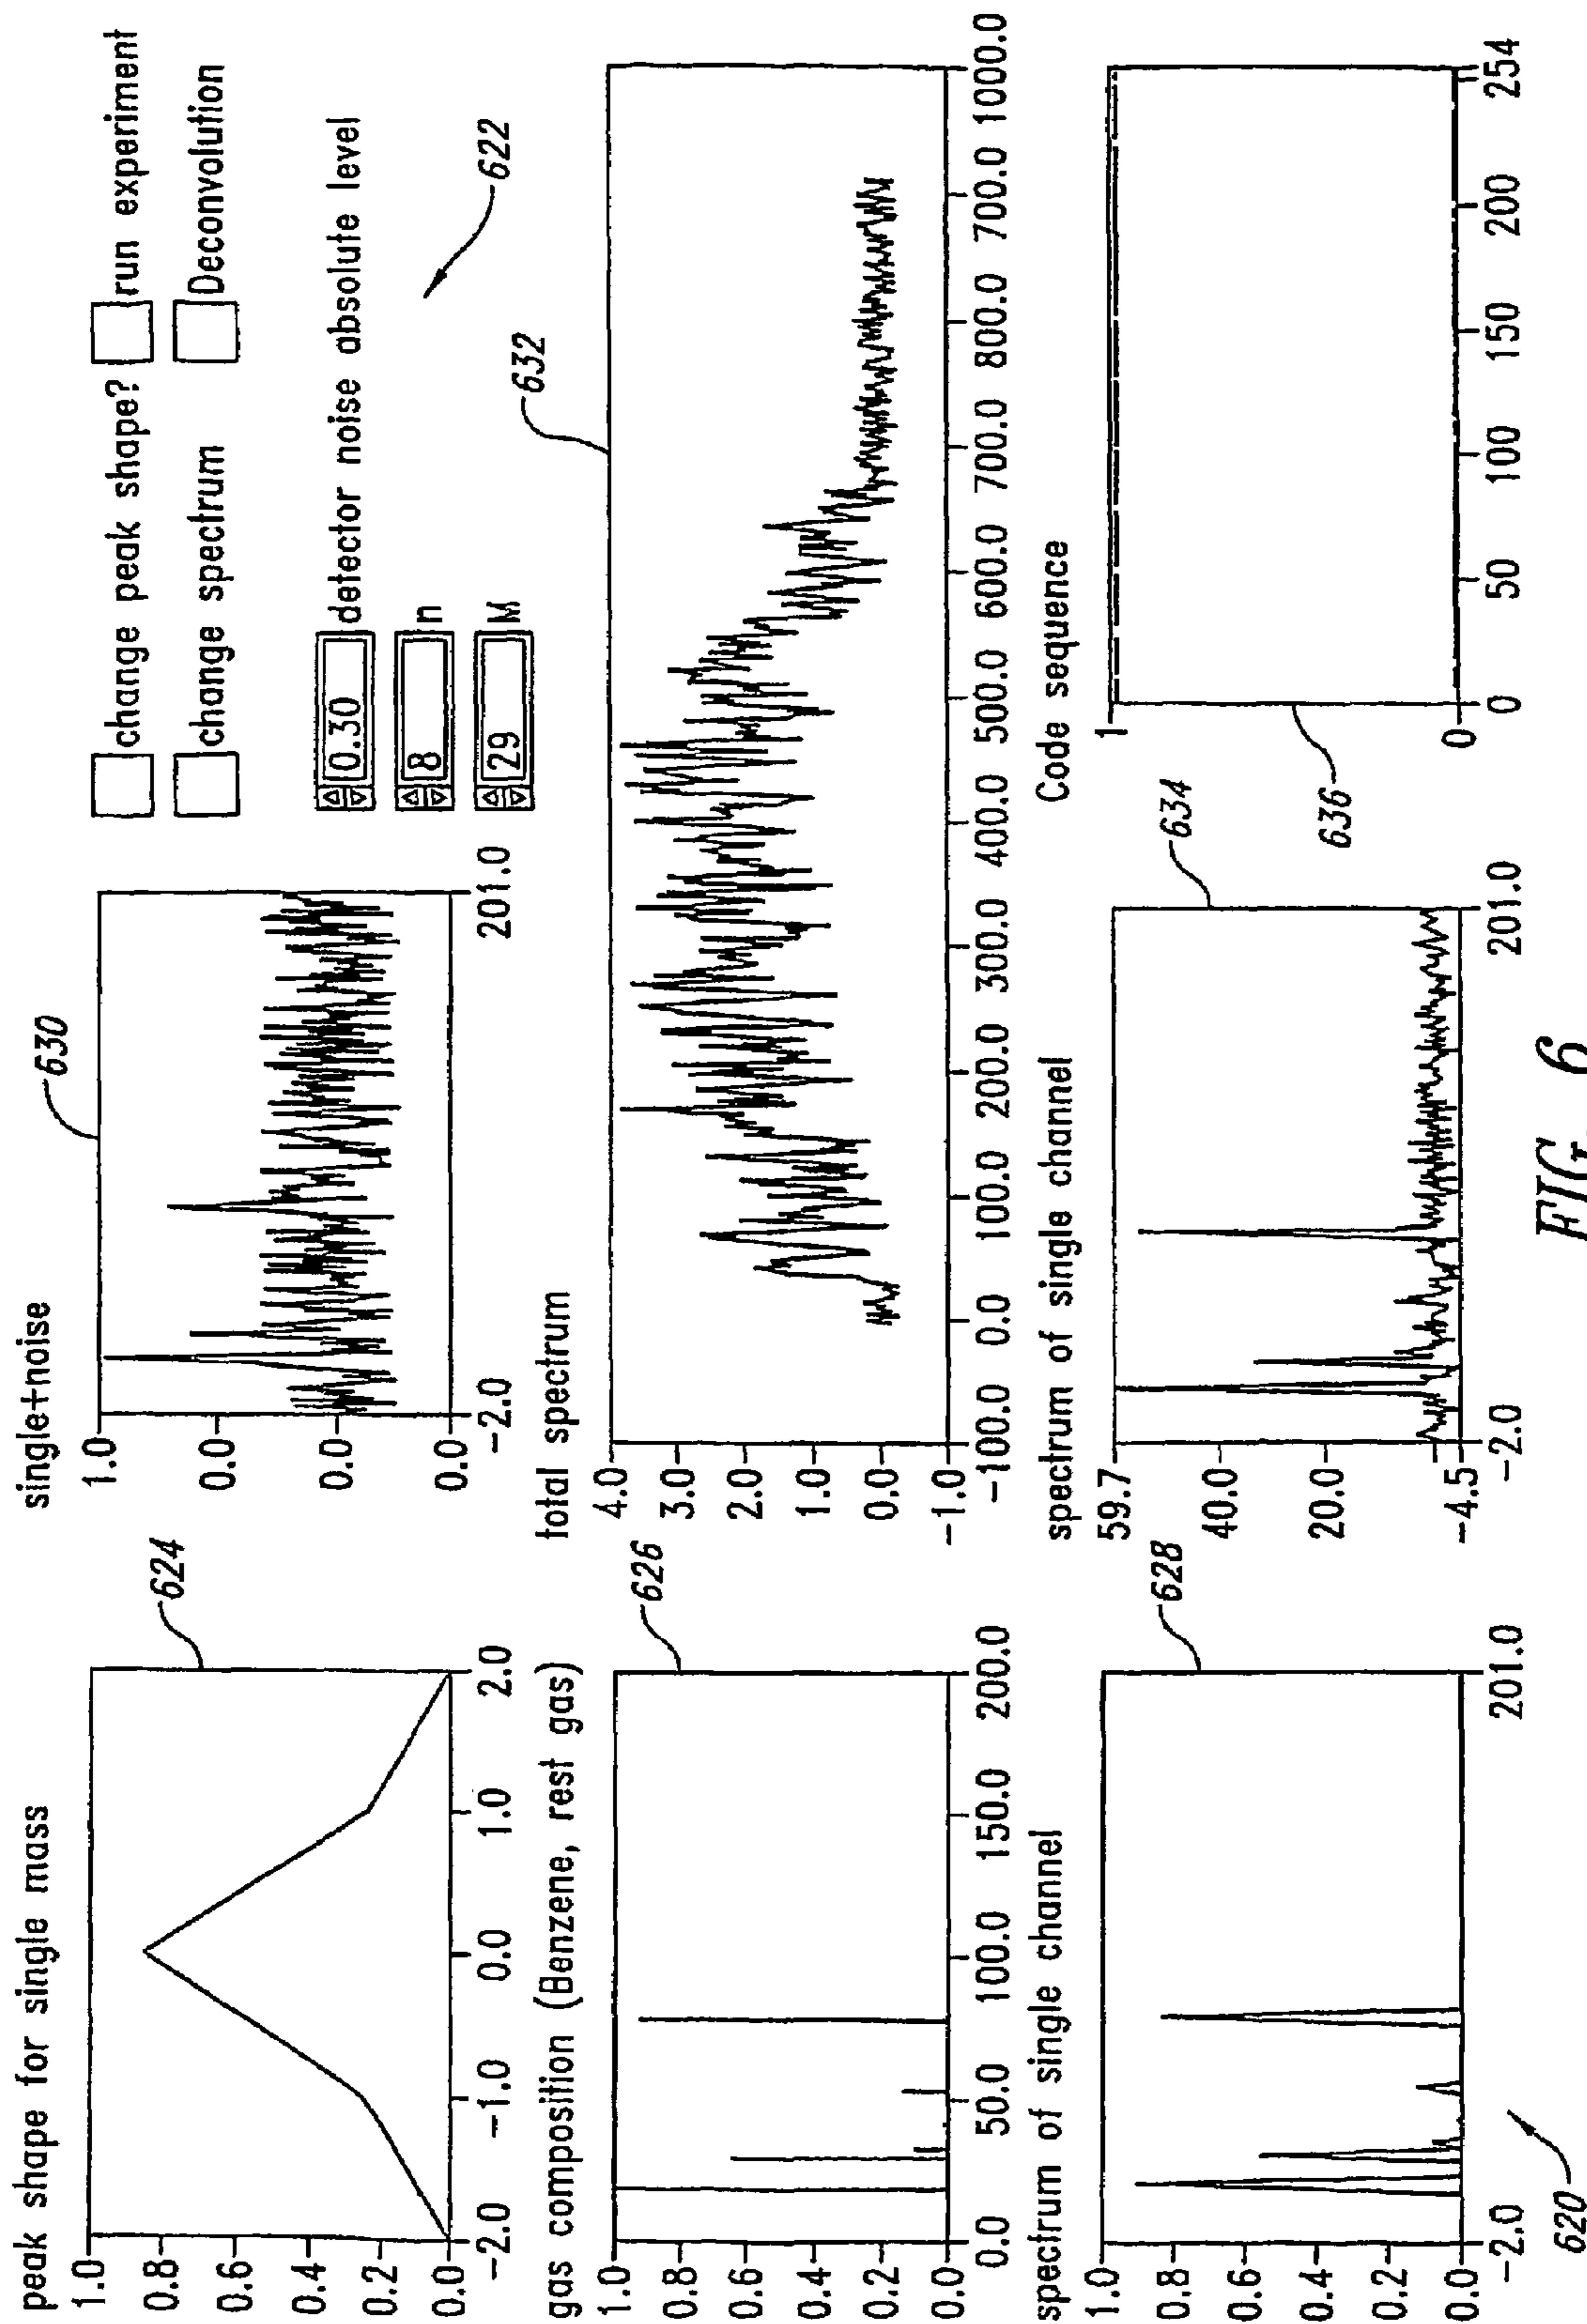 peak shape for single mass
1.0
0.8
0.6
0.4
0.2
0.0
-2.0 -1.0 0.0 1.0 2.0
624
single+noise
1.0
0.0
0.0
0.0
-2.0 201.0
630
change peak shape?
run experiment
change spectrum
Deconvolution
0.30 detector noise absolute level
8 n
29 M
622
gas composition (Benzene, rest gas)
1.0
0.8
0.6
0.4
0.2
0.0
0.0 50.0 100.0 150.0 200.0
626
total spectrum
4.0
3.0
2.0
1.0
0.0
-1.0
-100.0 0.0 100.0 200.0 300.0 400.0 500.0 600.0 700.0 800.0 700.0 1000.0
632
spectrum of single channel
1.0
0.8
0.6
0.4
0.2
0.0
-2.0 201.0
628
620
spectrum of single channel
59.7
40.0
20.0
-4.5
-2.0 201.0
634
Code sequence
1
0
0 50 100 150 200 254
636
FIG. 6